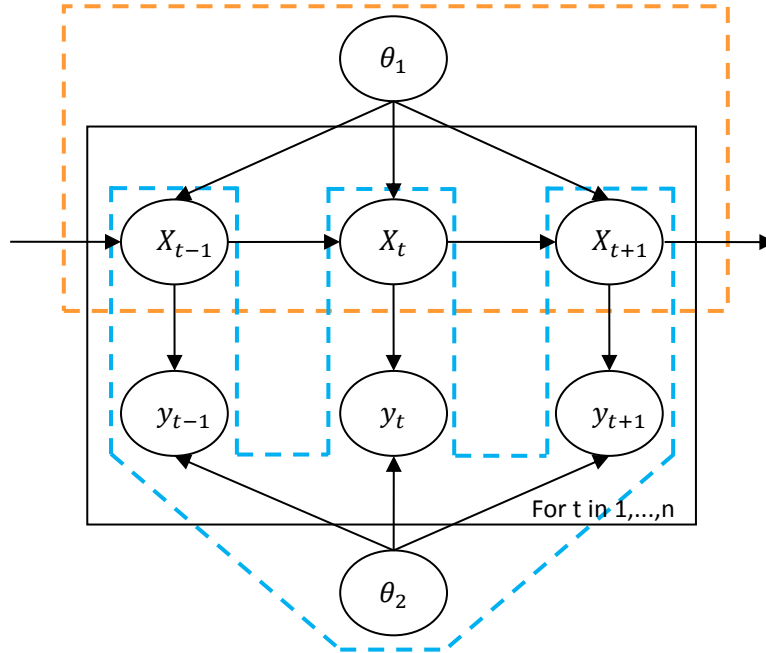 θ₁
Xₜ₋₁ Xₜ Xₜ₊₁
yₜ₋₁ yₜ yₜ₊₁
For t in 1,...,n
θ₂